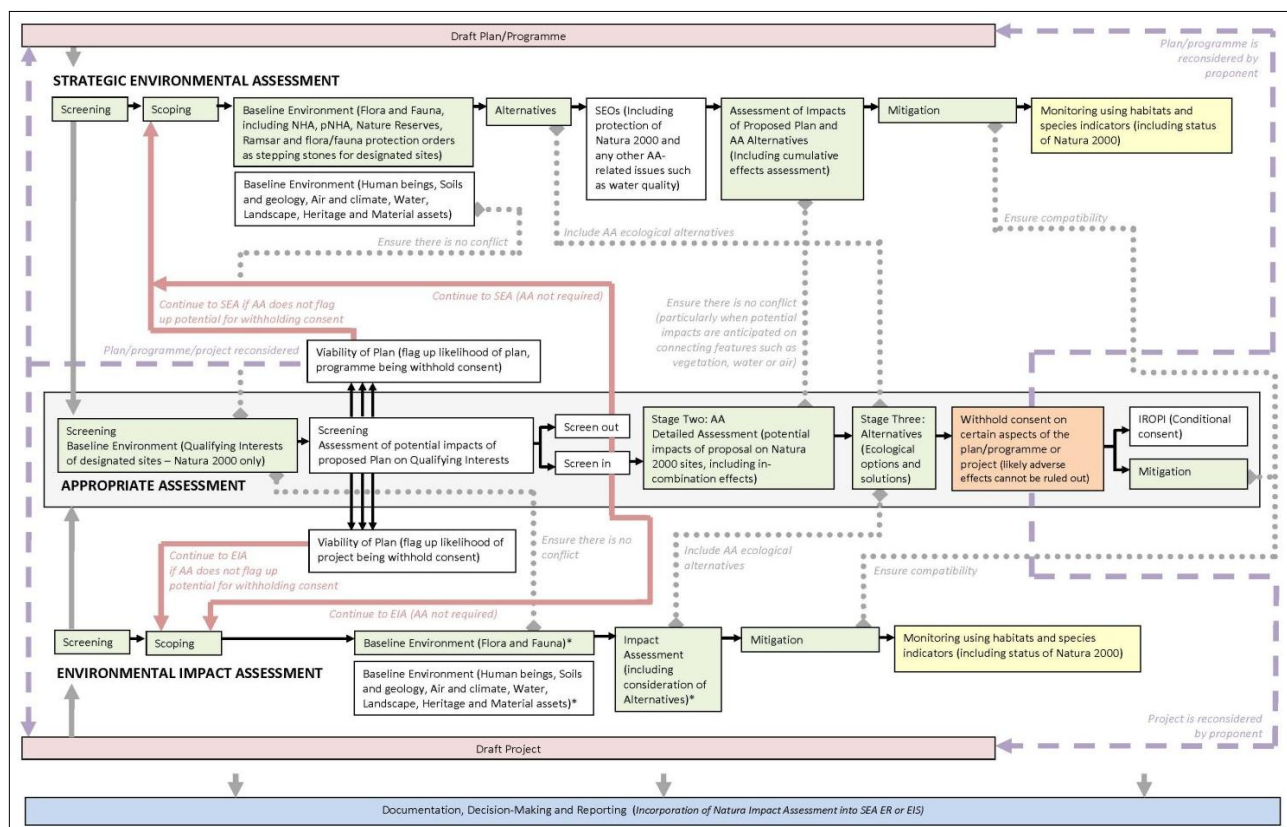 Draft Plan/Programme
Plan/programme is
reconsidered by
proponent
STRATEGIC ENVIRONMENTAL ASSESSMENT
Screening
Scoping
Baseline Environment (Flora and Fauna,
including NHA, pNHA, Nature Reserves,
Ramsar and flora/fauna protection orders
as stepping stones for designated sites)
Alternatives
SEOs (Including
protection of
Natura 2000 and
any other AA-
related issues such
as water quality)
Assessment of Impacts
of Proposed Plan and
AA Alternatives
(Including cumulative
effects assessment)
Mitigation
Monitoring using habitats and
species indicators (including status
of Natura 2000)
Baseline Environment (Human beings, Soils
and geology, Air and climate, Water,
Landscape, Heritage and Material assets)
Ensure there is no conflict
Include AA ecological alternatives
Ensure compatibility
Continue to SEA if AA does not flag
up potential for withholding consent
Continue to SEA (AA not required)
Ensure there is no conflict
(particularly when potential
impacts are anticipated on
connecting features such as
vegetation, water or air)
Plan/programme/project reconsidered
Viability of Plan (flag up likelihood of plan,
programme being withhold consent)
Screening
Baseline Environment (Qualifying Interests
of designated sites – Natura 2000 only)
Screening
Assessment of potential impacts of
proposed Plan on Qualifying Interests
Screen out
Screen in
Stage Two: AA
Detailed Assessment (potential
impacts of proposal on Natura
2000 sites, including in-
combination effects)
Stage Three:
Alternatives
(Ecological
options and
solutions)
Withhold consent on
certain aspects of the
plan/programme or
project (likely adverse
effects cannot be ruled out)
IROPI (Conditional
consent)
Mitigation
APPROPRIATE ASSESSMENT
Viability of Plan (flag up likelihood of
project being withhold consent)
Continue to EIA
if AA does not flag up
potential for withholding consent
Ensure there is no
conflict
Include AA ecological
alternatives
Ensure compatibility
Continue to EIA (AA not required)
Screening
Scoping
Baseline Environment (Flora and Fauna)*
Impact
Assessment
(including
consideration of
Alternatives)*
Mitigation
Monitoring using habitats and species
indicators (including status of Natura 2000)
ENVIRONMENTAL IMPACT ASSESSMENT
Baseline Environment (Human beings, Soils
and geology, Air and climate, Water,
Landscape, Heritage and Material assets)*
Project is reconsidered
by proponent
Draft Project
Documentation, Decision-Making and Reporting (Incorporation of Natura Impact Assessment into SEA ER or EIS)